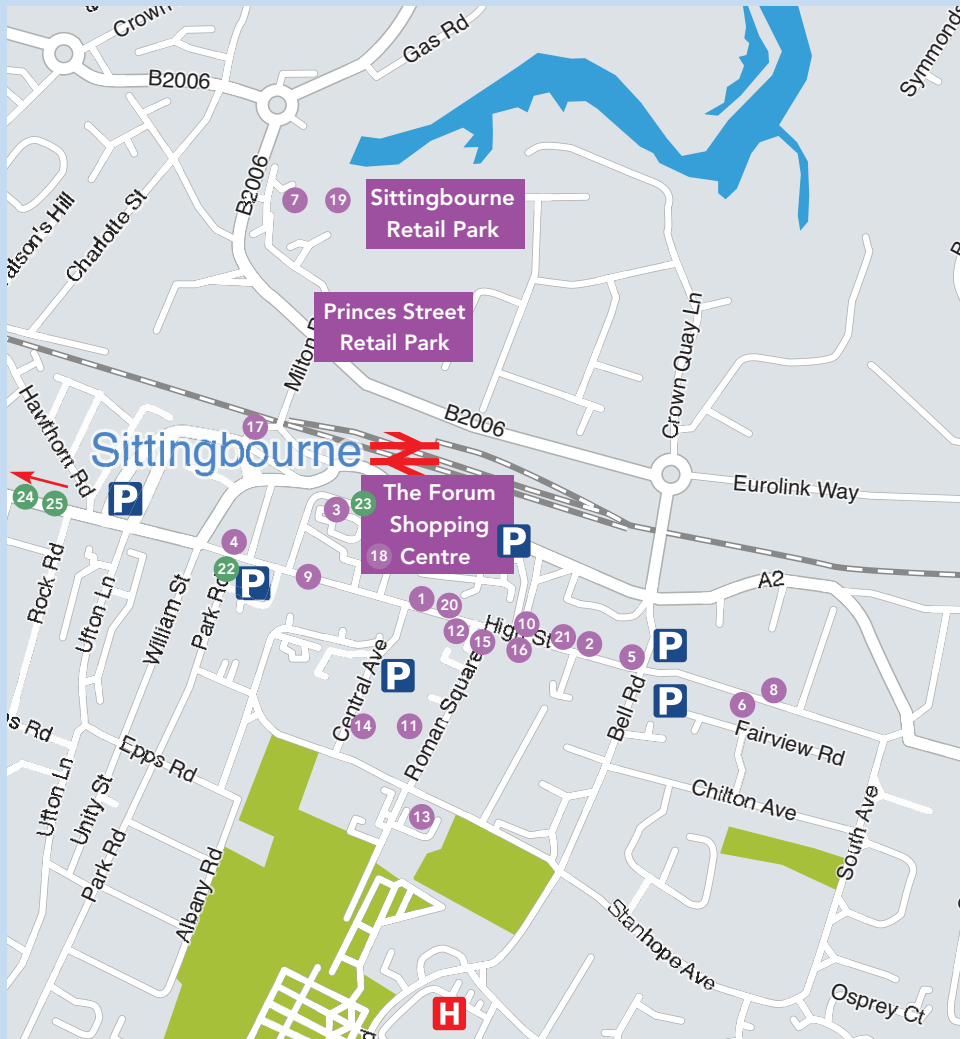 Crown
Gas Rd
Symmonds
B2006
B2006
7
19
Sittingbourne
Retail Park
atson's Hill
Charlotte St
Princes Street
Retail Park
Milton
Crown Quay Ln
Hawthorn Rd
17
B2006
Sittingbourne
Eurolink Way
24
25
P
3
23
The Forum
Shopping
Centre
18
P
4
22
P
9
A2
Rock Rd
Ufton Ln
William St
Park Rd
1
20
12
15
High St
10
16
21
2
5
P
P
P
Central Ave
Roman Square
14
11
Bell Rd
6
8
Fairview Rd
ps Rd
Epps Rd
Ufton Ln
Unity St
Park Rd
Albany Rd
13
Chilton Ave
South Ave
Stanhope Ave
Osprey Ct
H